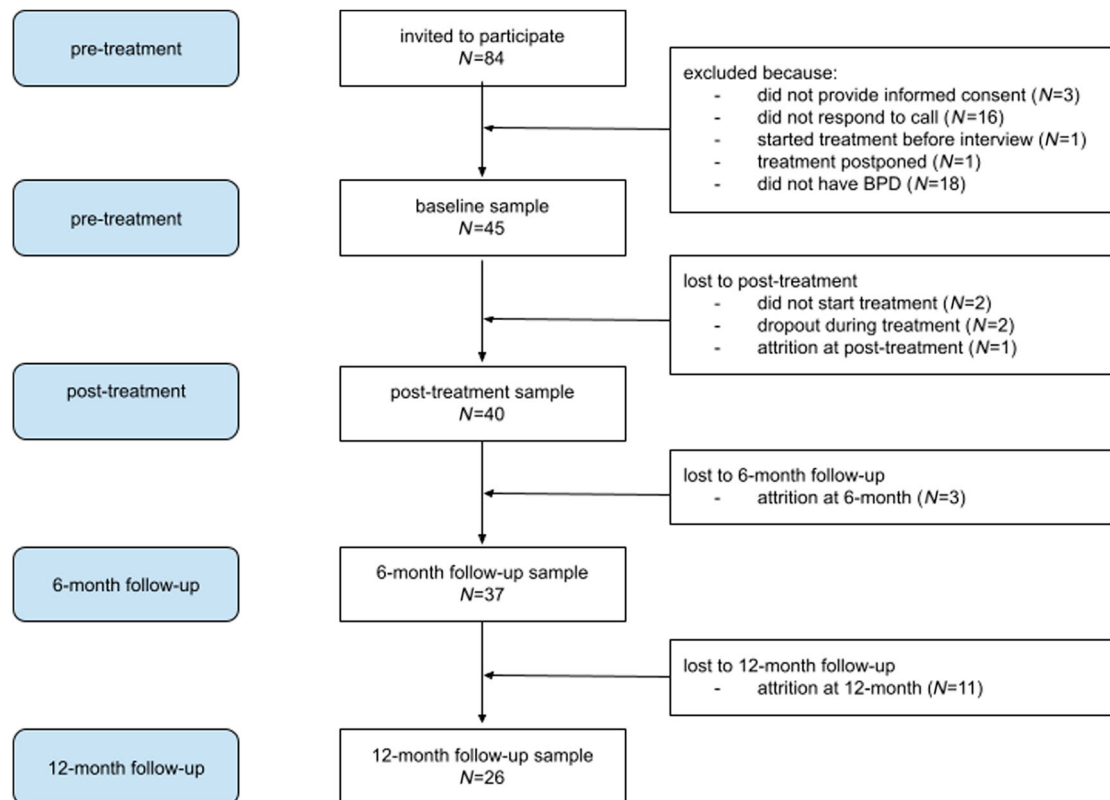 pre-treatment
invited to participate
N=84
excluded because:
- did not provide informed consent (N=3)
- did not respond to call (N=16)
- started treatment before interview (N=1)
- treatment postponed (N=1)
- did not have BPD (N=18)
pre-treatment
baseline sample
N=45
lost to post-treatment
- did not start treatment (N=2)
- dropout during treatment (N=2)
- attrition at post-treatment (N=1)
post-treatment
post-treatment sample
N=40
lost to 6-month follow-up
- attrition at 6-month (N=3)
6-month follow-up
6-month follow-up sample
N=37
lost to 12-month follow-up
- attrition at 12-month (N=11)
12-month follow-up
12-month follow-up sample
N=26